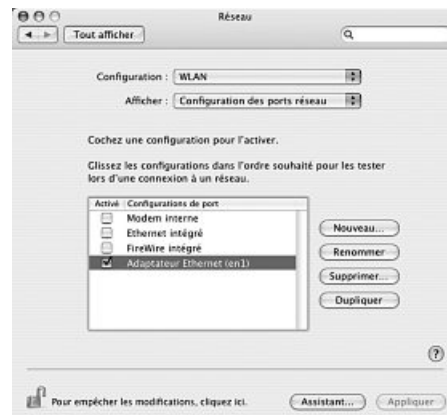 Réseau
Tout afficher
Configuration : WLAN
Afficher : Configuration des ports réseau
Cochez une configuration pour l'activer.
Glissez les configurations dans l'ordre souhaité pour les tester
lors d'une connexion à un réseau.
Activé Configurations de port
Modem interne
Ethernet intégré
FireWire intégré
Adaptateur Ethernet (en1)
Nouveau...
Renommer
Supprimer...
Dupliquer
?
Pour empêcher les modifications, cliquez ici.
Assistant...
Appliquer